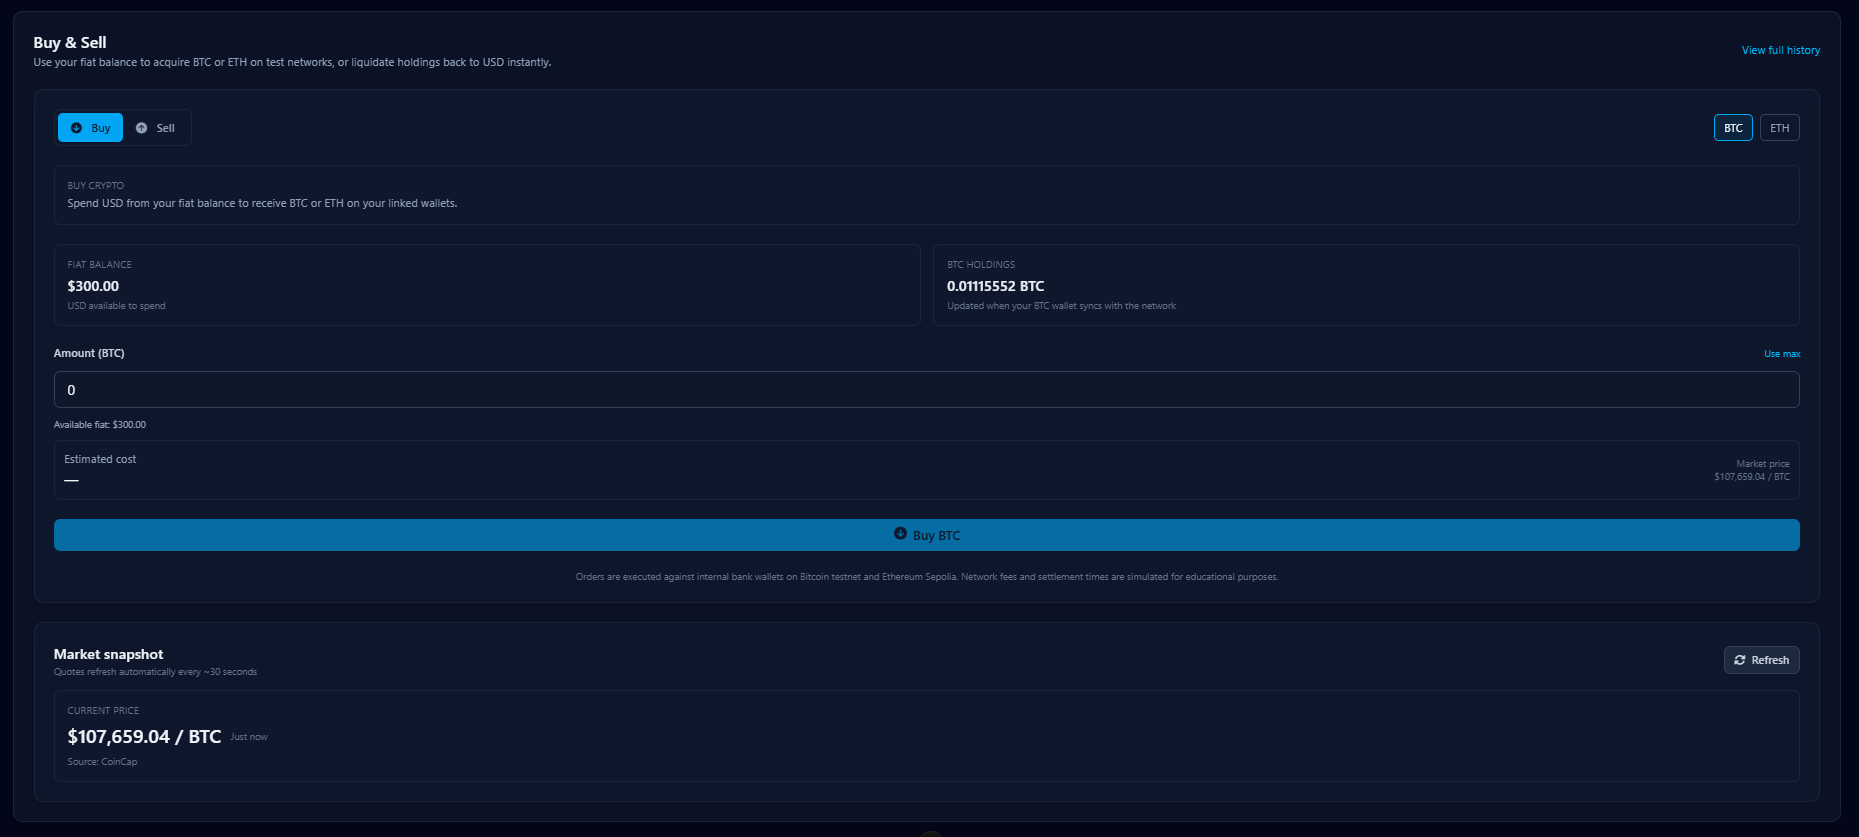 Buy & Sell
Use your fiat balance to acquire BTC or ETH on test networks, or liquidate holdings back to USD instantly.
View full history
Buy
Sell
BTC
ETH
BUY CRYPTO
Spend USD from your fiat balance to receive BTC or ETH on your linked wallets.
FIAT BALANCE
$300.00
USD available to spend
BTC HOLDINGS
0.01115552 BTC
Updated when your BTC wallet syncs with the network
Amount (BTC)
Use max
0
Available fiat: $300.00
Estimated cost
—
Market price
$107,659.04 / BTC
Buy BTC
Orders are executed against internal bank wallets on Bitcoin testnet and Ethereum Sepolia. Network fees and settlement times are simulated for educational purposes.
Market snapshot
Quotes refresh automatically every ~30 seconds
Refresh
CURRENT PRICE
$107,659.04 / BTC Just now
Source: CoinCap